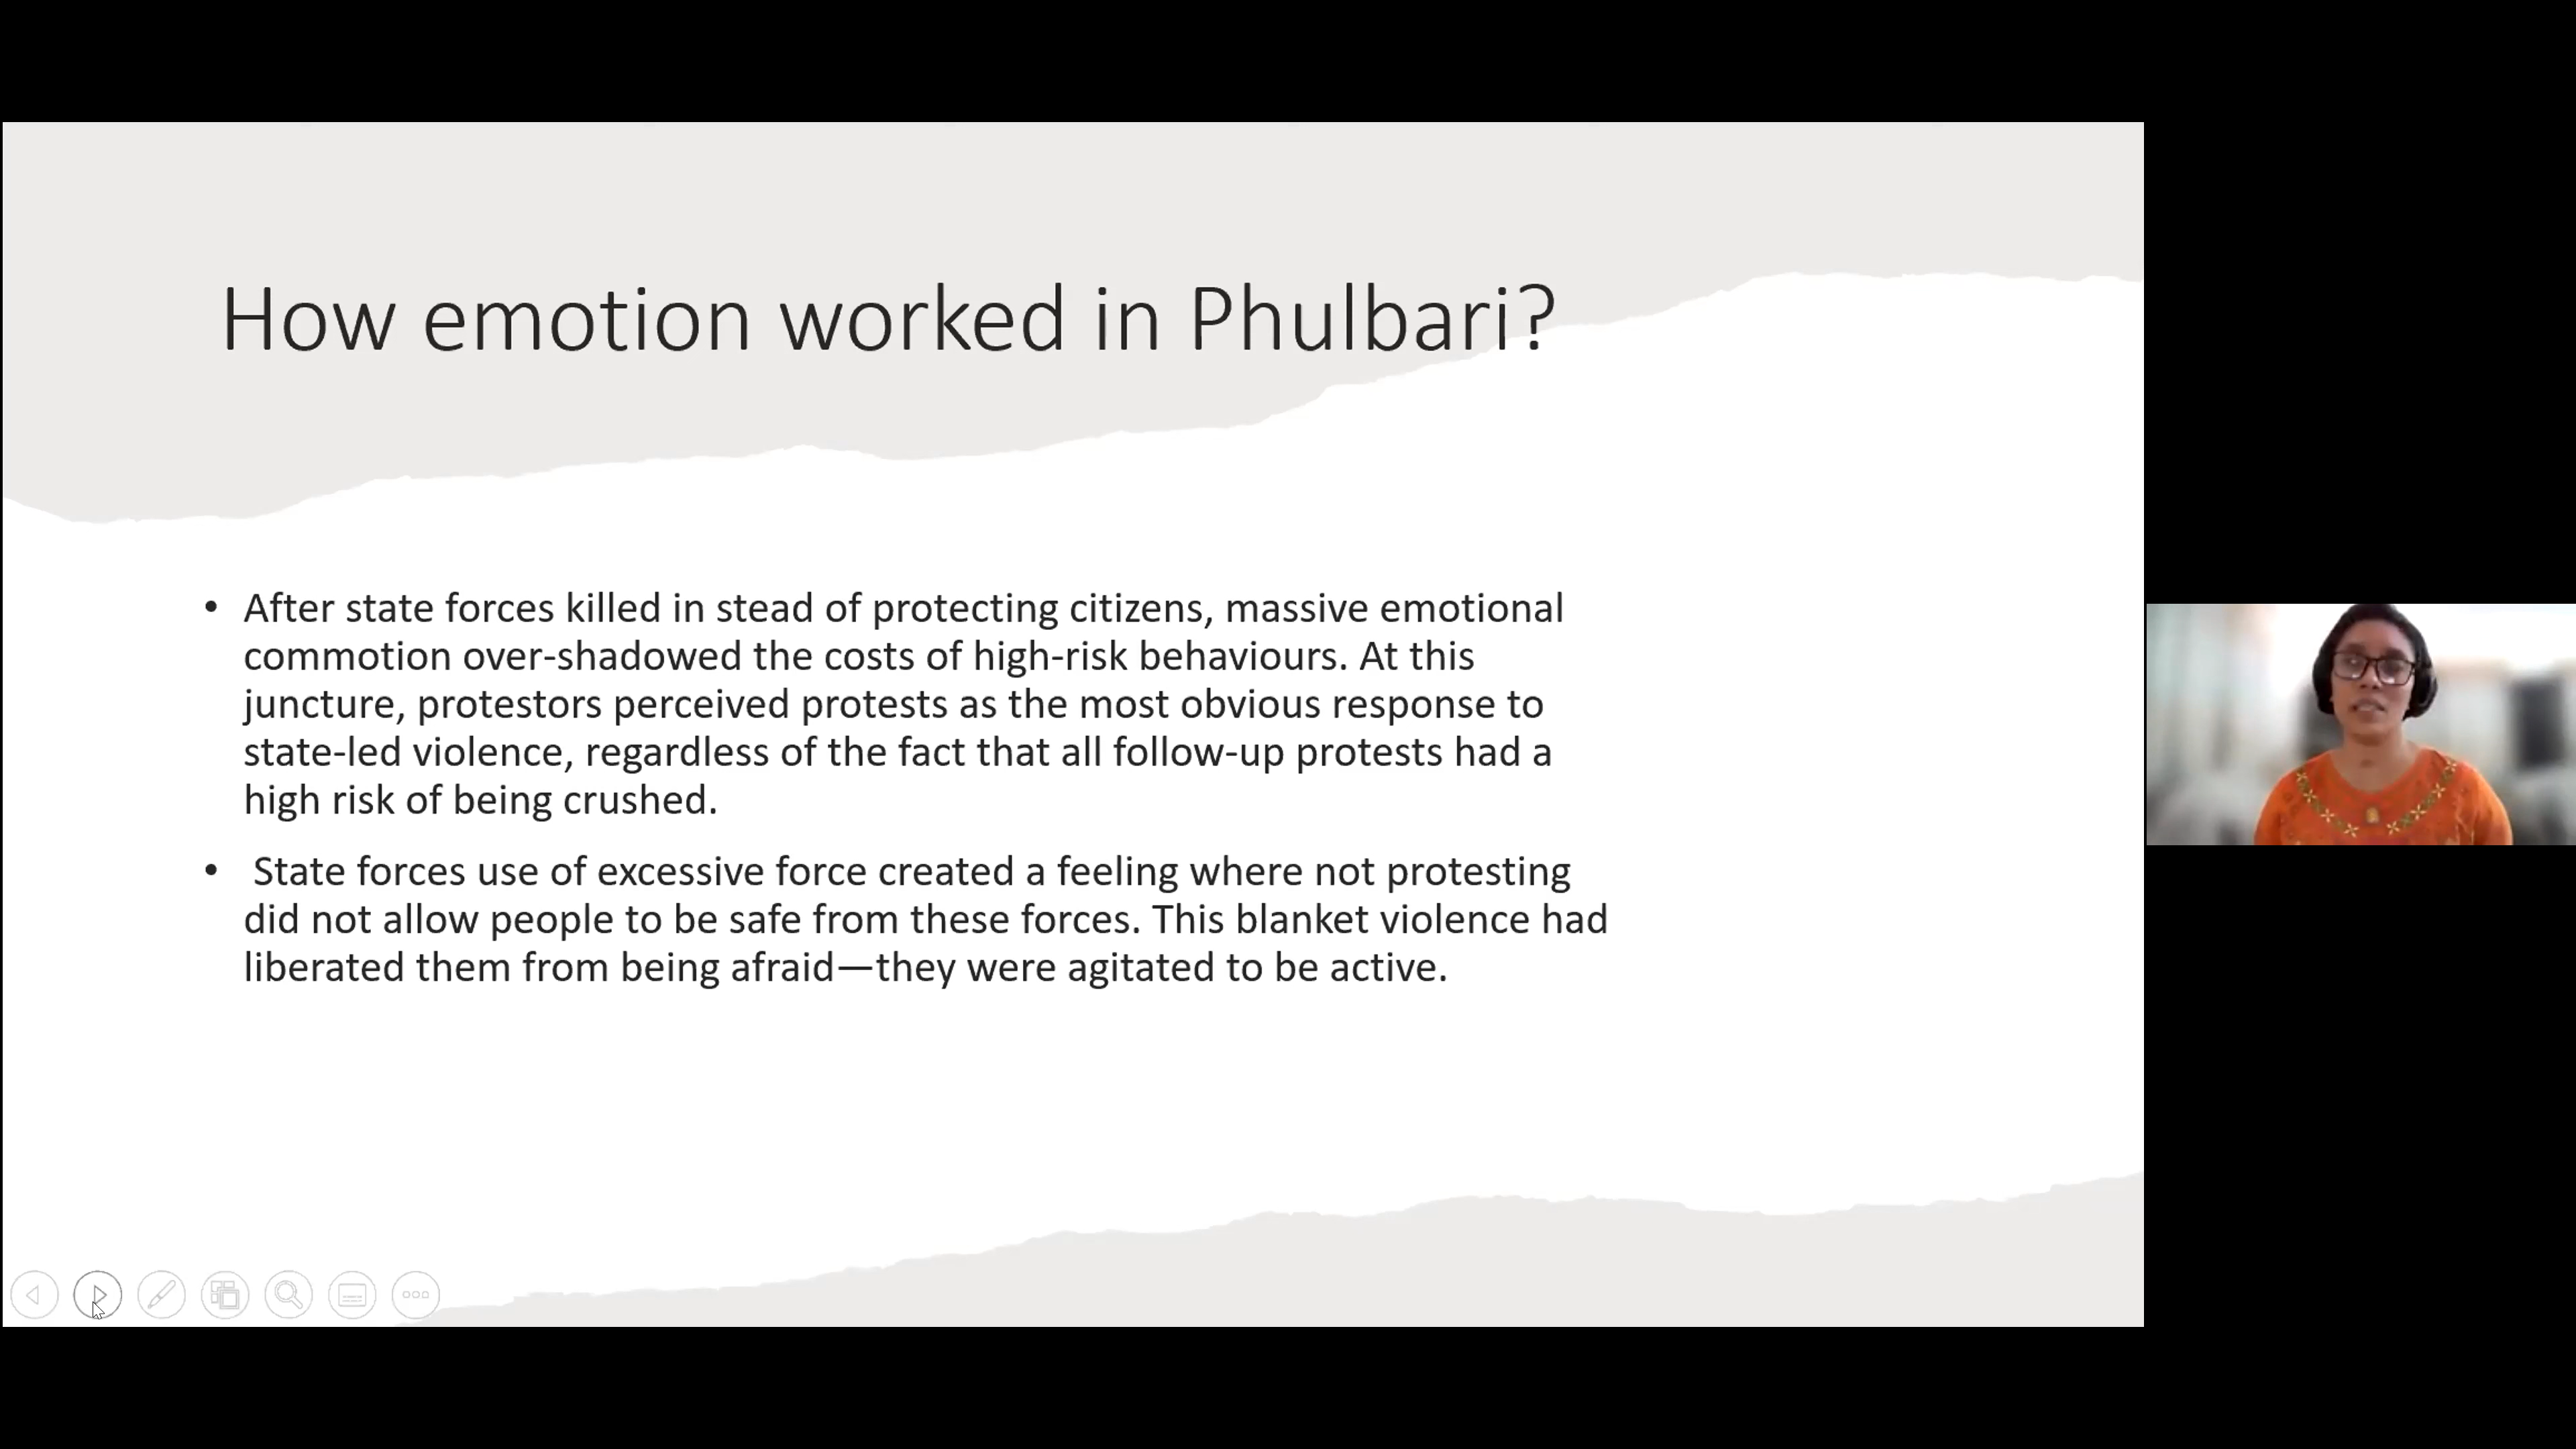 How emotion worked in Phulbari?
• After state forces killed in stead of protecting citizens, massive emotional
commotion over-shadowed the costs of high-risk behaviours. At this
juncture, protestors perceived protests as the most obvious response to
state-led violence, regardless of the fact that all follow-up protests had a
high risk of being crushed.
• State forces use of excessive force created a feeling where not protesting
did not allow people to be safe from these forces. This blanket violence had
liberated them from being afraid—they were agitated to be active.